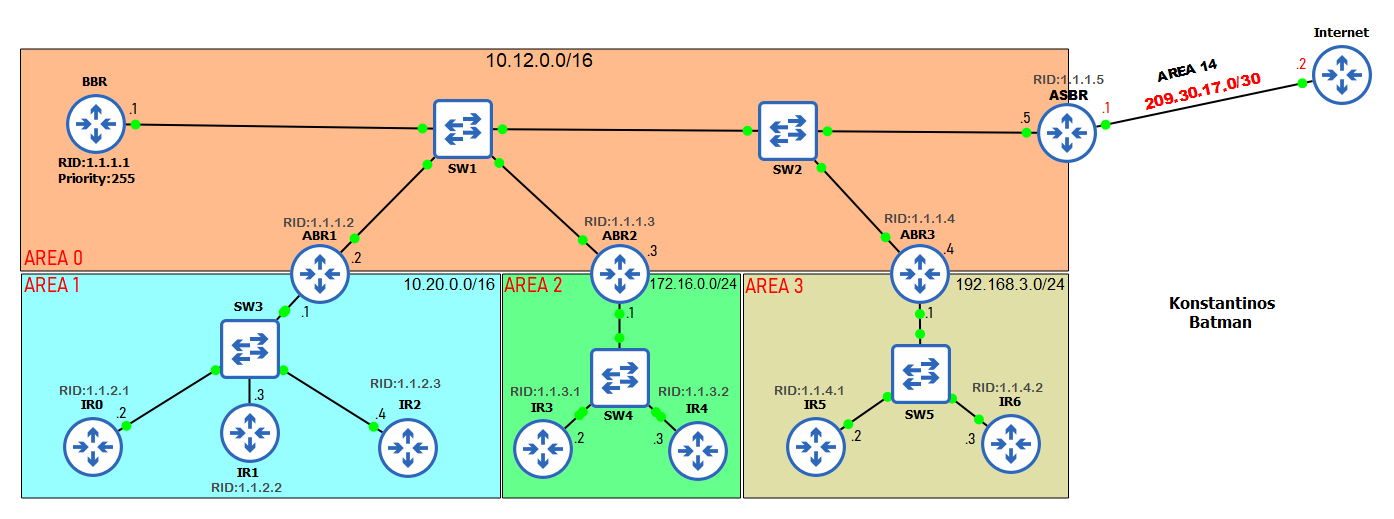 Internet
10.12.0.0/16
AREA 14
209.30.17.0/30
.2
RID:1.1.1.5
ASBR
.1
.5
BBR
.1
RID:1.1.1.1
Priority:255
SW1
SW2
RID:1.1.1.2
ABR1
.2
RID:1.1.1.3
ABR2
.3
RID:1.1.1.4
ABR3
.4
AREA 0
AREA 1
10.20.0.0/16
SW3
.1
RID:1.1.2.1
IR0
.2
.3
IR1
RID:1.1.2.2
RID:1.1.2.3
.4
IR2
AREA 2
172.16.0.0/24
.1
RID:1.1.3.1
IR3
.2
SW4
RID:1.1.3.2
IR4
.3
AREA 3
192.168.3.0/24
.1
RID:1.1.4.1
IR5
.2
SW5
RID:1.1.4.2
IR6
.3
Konstantinos
Batman